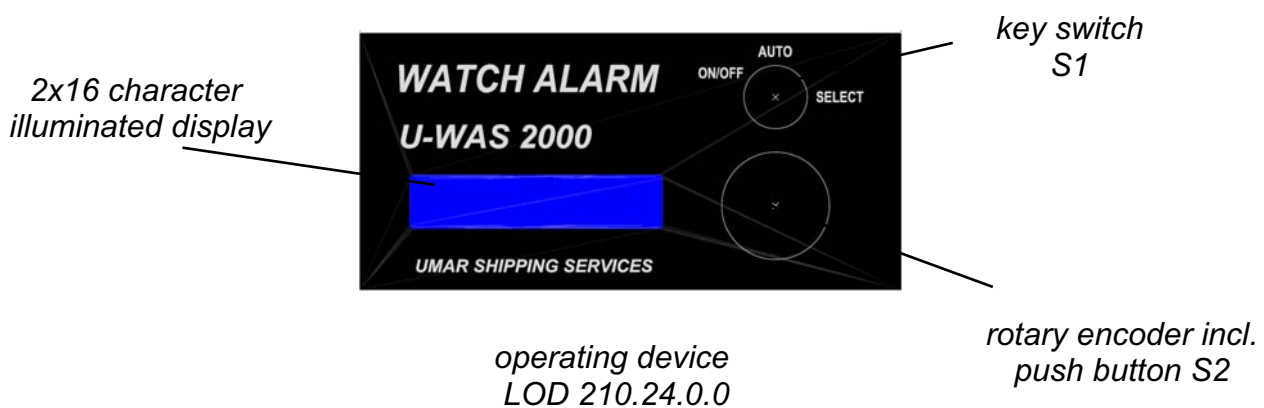 key switch
S1
2x16 character
illuminated display
AUTO
ON/OFF
SELECT
WATCH ALARM
U-WAS 2000
UMAR SHIPPING SERVICES
rotary encoder incl.
push button S2
operating device
LOD 210.24.0.0